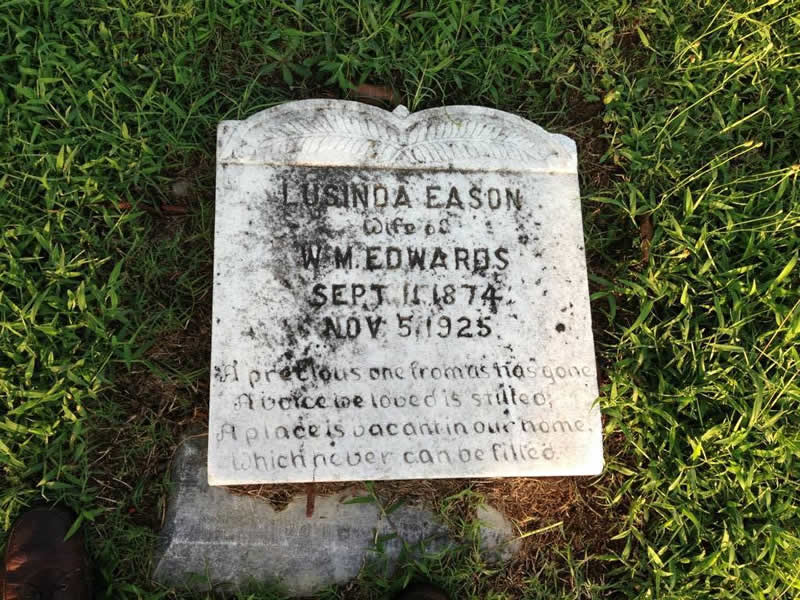 LUSINDA EASON
Wife of
W.M. EDWARDS
SEPT. 11, 1874
NOV 5, 1925
A precious one from us has gone
A voice we loved is stilled,
A place is vacant in our home,
Which never can be filled.